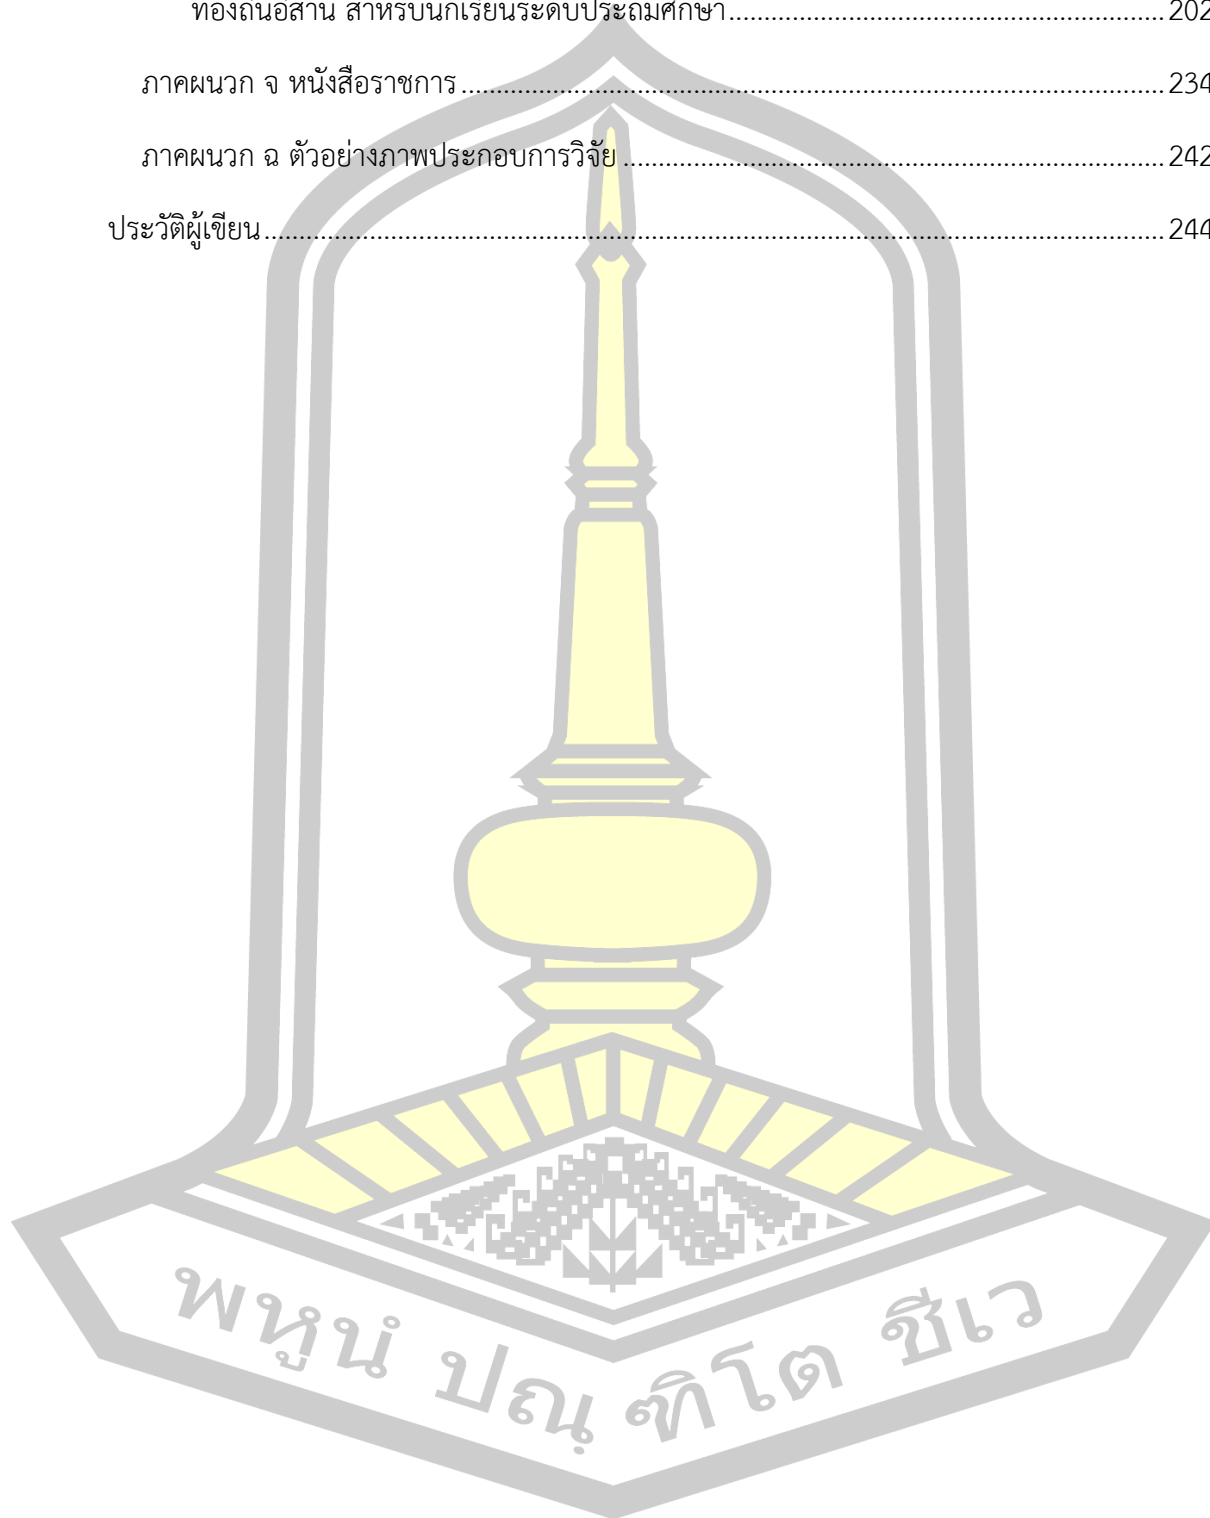 ท้องถิ่นอีสาน สำหรับนักเรียนระดับประถมศึกษา.......................................................... 202
ภาคผนวก จ หนังสือราชการ.............................................................................................. 234
ภาคผนวก ฉ ตัวอย่างภาพประกอบการวิจัย......................................................................... 242
ประวัติผู้เขียน........................................................................................................................ 244
พหูนํ ปณฺฑิโต ชีเว